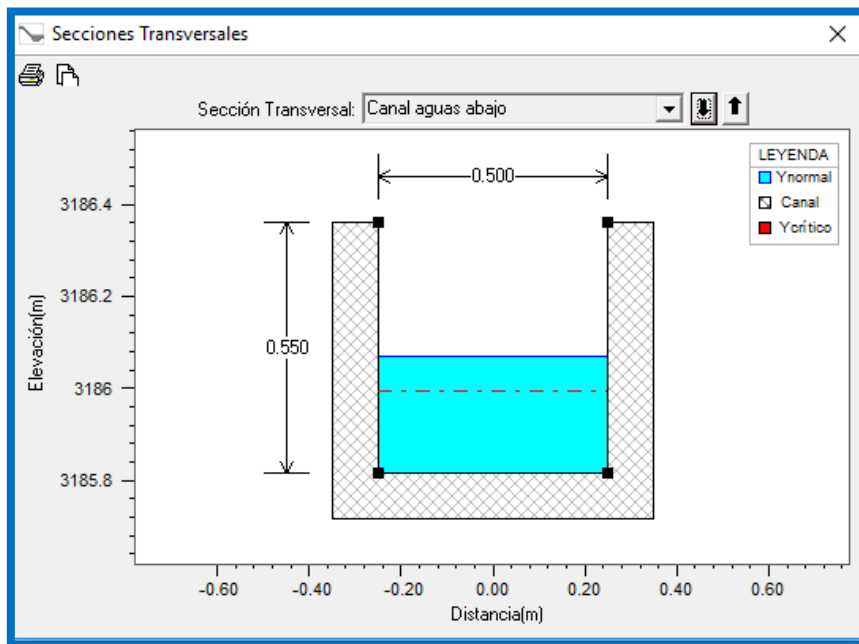 Secciones Transversales
Sección Transversal: Canal aguas abajo
LEYENDA
Ynormal
Canal
Ycrítico
0.500
0.550
Elevación(m)
3186.4
3186.2
3186
3185.8
-0.60 -0.40 -0.20 0.00 0.20 0.40 0.60
Distancia(m)